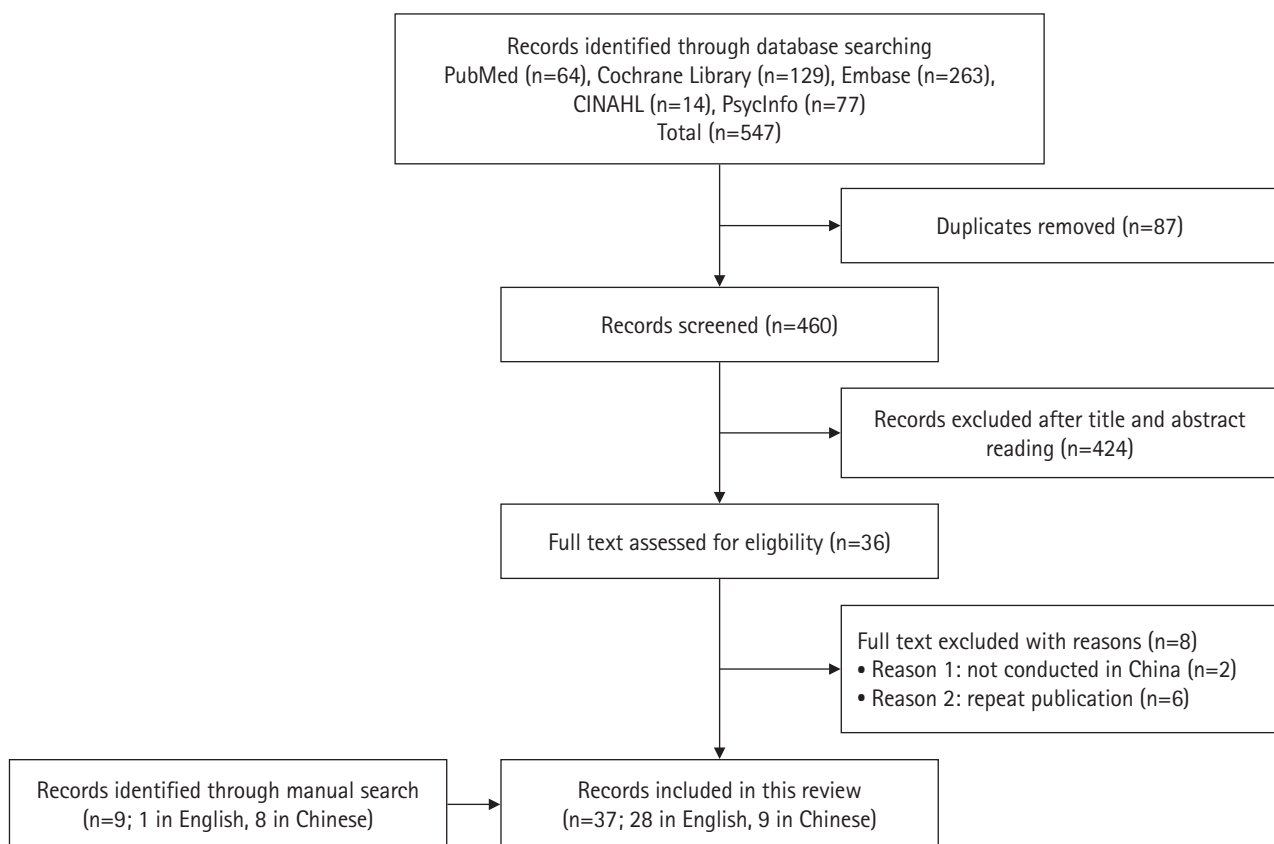 Records identified through database searching
PubMed (n=64), Cochrane Library (n=129), Embase (n=263),
CINAHL (n=14), PsycInfo (n=77)
Total (n=547)
Duplicates removed (n=87)
Records screened (n=460)
Records excluded after title and abstract
reading (n=424)
Full text assessed for eligbility (n=36)
Full text excluded with reasons (n=8)
• Reason 1: not conducted in China (n=2)
• Reason 2: repeat publication (n=6)
Records identified through manual search
(n=9; 1 in English, 8 in Chinese)
Records included in this review
(n=37; 28 in English, 9 in Chinese)